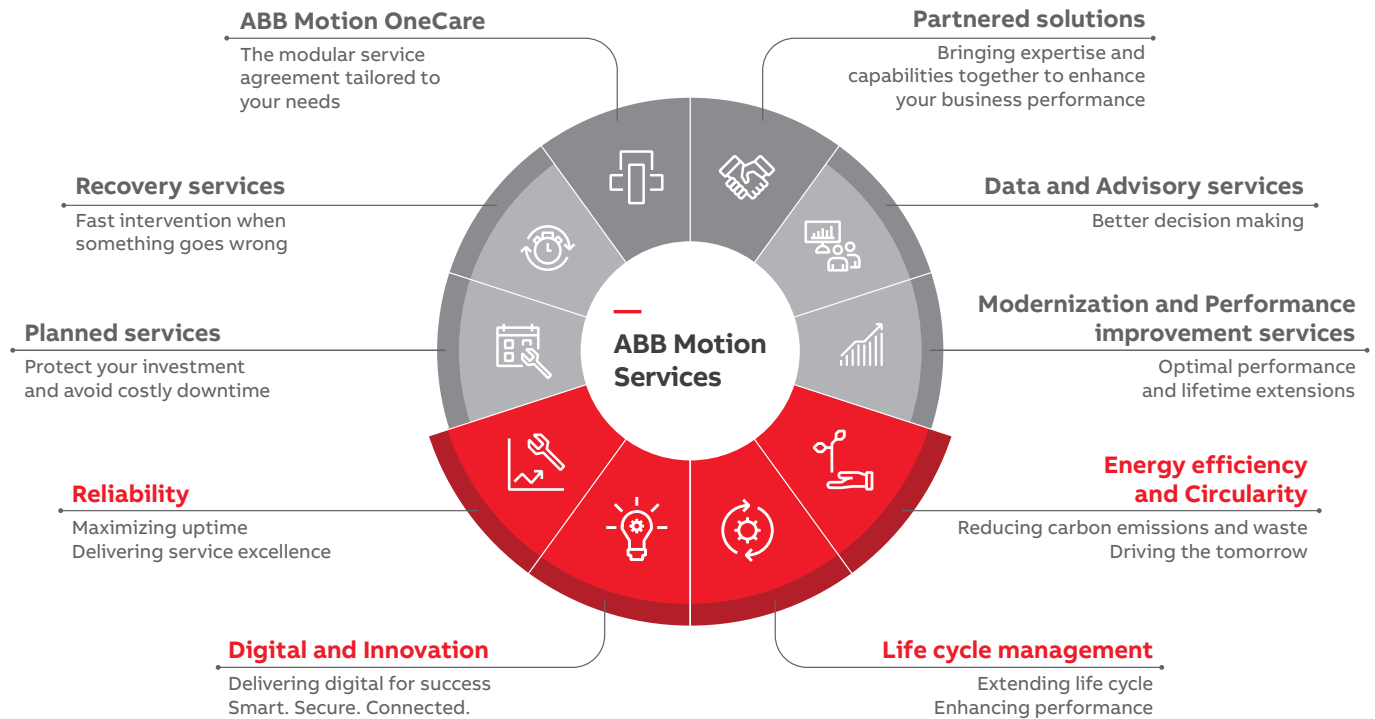 ABB Motion OneCare
The modular service
agreement tailored to
your needs
Partnered solutions
Bringing expertise and
capabilities together to enhance
your business performance
Recovery services
Fast intervention when
something goes wrong
Data and Advisory services
Better decision making
Planned services
Protect your investment
and avoid costly downtime
ABB Motion
Services
Modernization and Performance
improvement services
Optimal performance
and lifetime extensions
Reliability
Maximizing uptime
Delivering service excellence
Energy efficiency
and Circularity
Reducing carbon emissions and waste
Driving the tomorrow
Digital and Innovation
Delivering digital for success
Smart. Secure. Connected.
Life cycle management
Extending life cycle
Enhancing performance